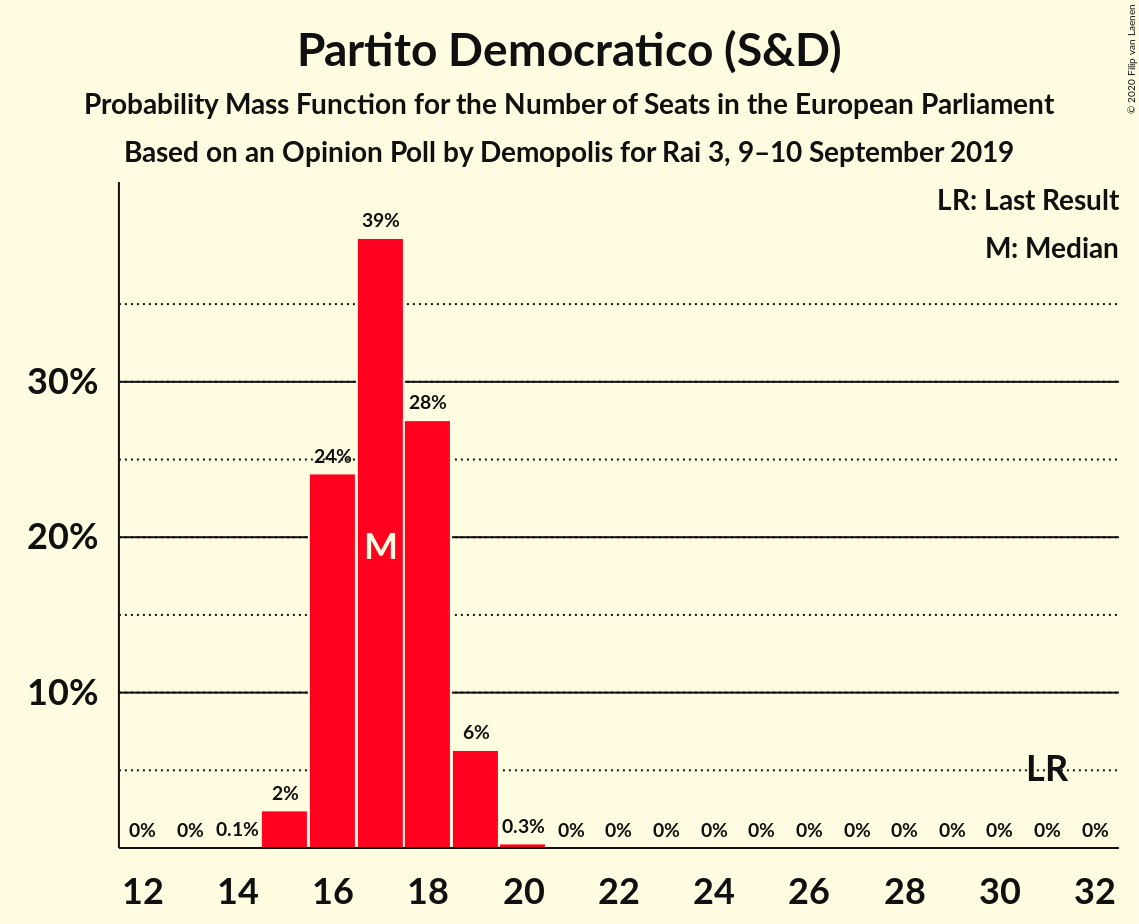 Partito Democratico (S&D)
Probability Mass Function for the Number of Seats in the European Parliament
Based on an Opinion Poll by Demopolis for Rai 3, 9–10 September 2019
© 2020 Filip van Laenen
LR: Last Result
M: Median
39%
30%
28%
24%
20%
M
10%
6%
LR
2%
0% 0% 0.1% 0.3% 0% 0% 0% 0% 0% 0% 0% 0% 0% 0% 0% 0%
12 14 16 18 20 22 24 26 28 30 32